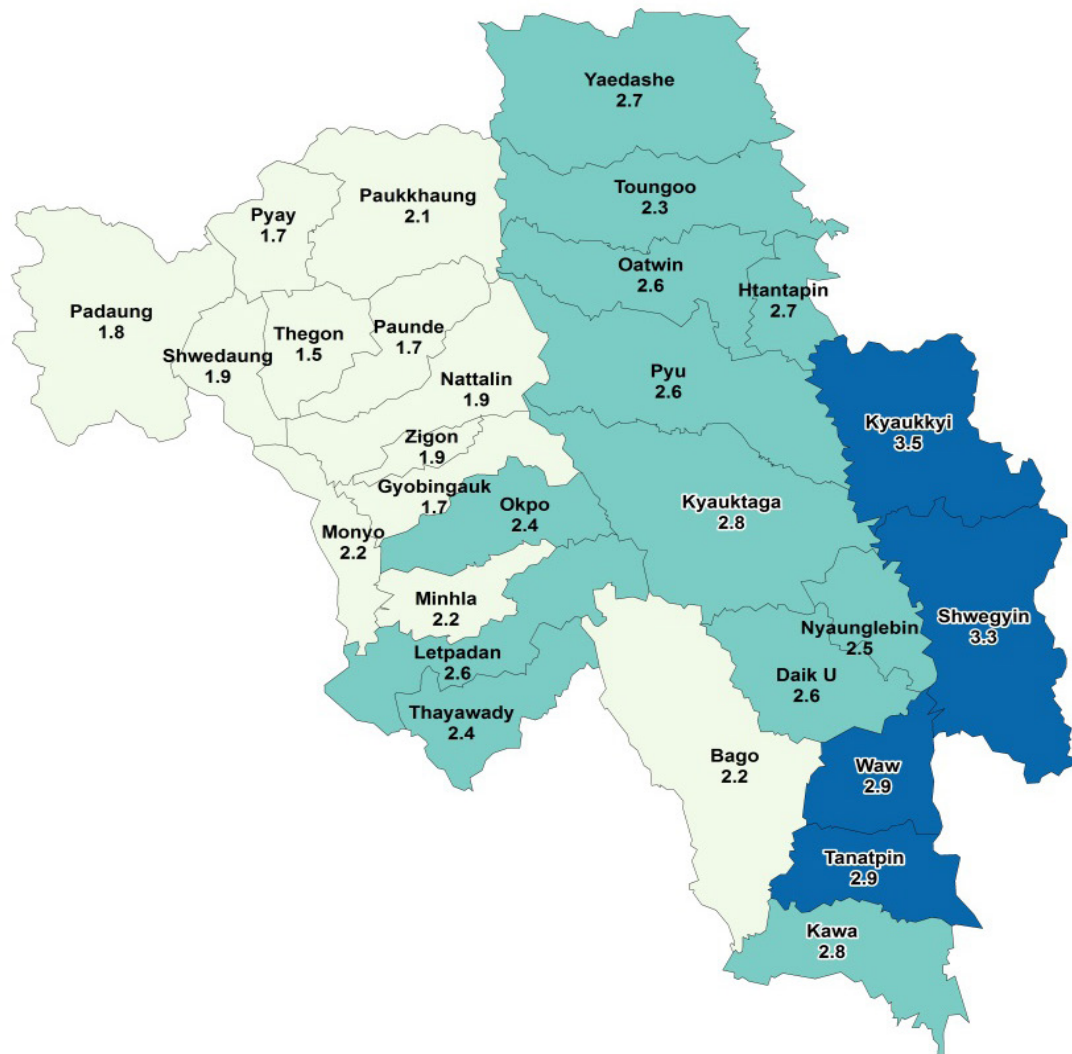 Yaedashe
2.7
Toungoo
2.3
Paukkhaung
2.1
Pyay
1.7
Oatwin
2.6
Htantapin
2.7
Padaung
1.8
Shwedaung
1.9
Thegon
1.5
Paunde
1.7
Nattalin
1.9
Pyu
2.6
Kyaukkyi
3.5
Zigon
1.9
Gyobingauk
1.7
Okpo
2.4
Kyauktaga
2.8
Monyo
2.2
Minhla
2.2
Shwegyin
3.3
Nyaunglebin
2.5
Letpadan
2.6
Daik U
2.6
Thayawady
2.4
Bago
2.2
Waw
2.9
Tanatpin
2.9
Kawa
2.8